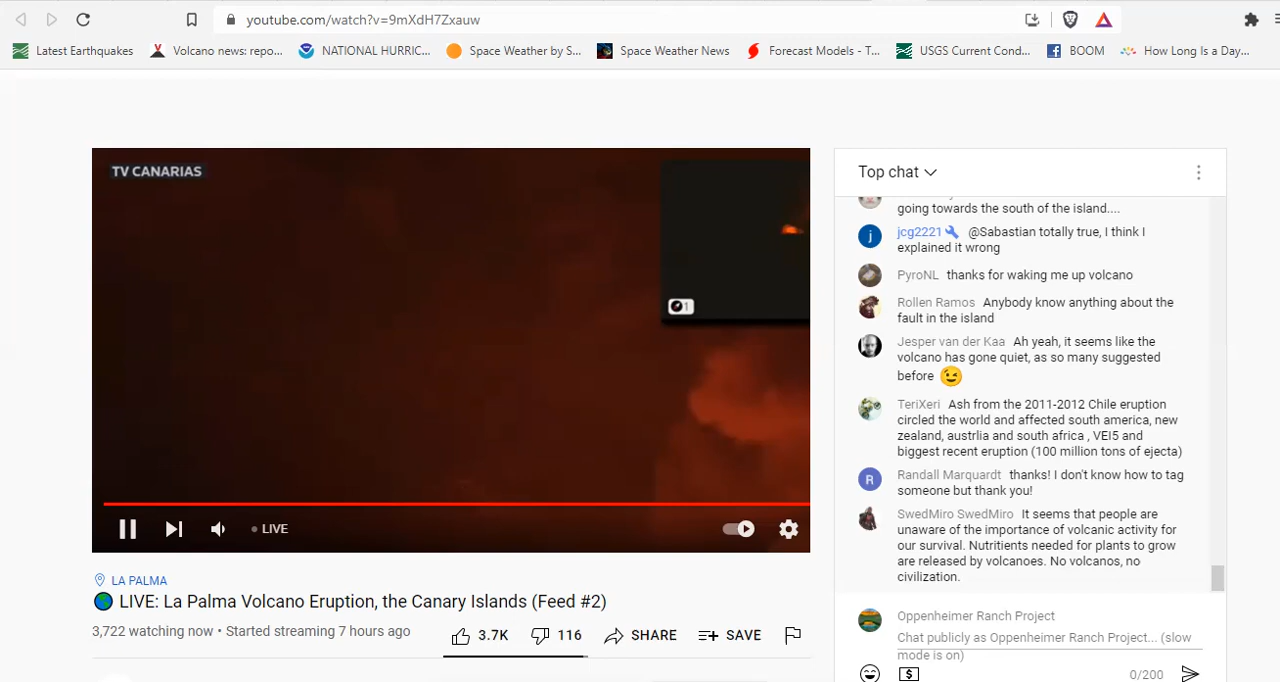 youtube.com/watch?v=9mXdH7Zxauw
Latest Earthquakes
Volcano news: repo...
NATIONAL HURRIC...
Space Weather by S...
Space Weather News
Forecast Models - T...
USGS Current Cond...
BOOM
How Long Is a Day...
TV CANARIAS
1
LIVE
LA PALMA
LIVE: La Palma Volcano Eruption, the Canary Islands (Feed #2)
3,722 watching now • Started streaming 7 hours ago
3.7K
116
SHARE
SAVE
Top chat
going towards the south of the island....
jcg2221 @Sabastian totally true, I think I
explained it wrong
PyroNL thanks for waking me up volcano
Rollen Ramos Anybody know anything about the
fault in the island
Jesper van der Kaa Ah yeah, it seems like the
volcano has gone quiet, as so many suggested
before 😉
TeriXeri Ash from the 2011-2012 Chile eruption
circled the world and affected south america, new
zealand, austrlia and south africa , VEI5 and
biggest recent eruption (100 million tons of ejecta)
Randall Marquardt thanks! I don't know how to tag
someone but thank you!
SwedMiro SwedMiro It seems that people are
unaware of the importance of volcanic activity for
our survival. Nutritients needed for plants to grow
are released by volcanoes. No volcanos, no
civilization.
Oppenheimer Ranch Project
Chat publicly as Oppenheimer Ranch Project... (slow
mode is on)
0/200